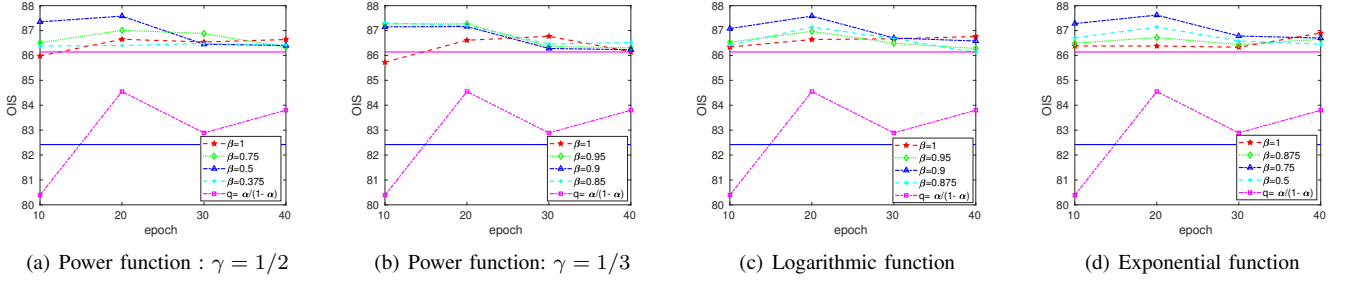 88
87
86
85
84
83
82
81
80
OIS
10
20
30
40
epoch
β=1
β=0.75
β=0.5
β=0.375
q= α/(1- α)
(a) Power function : γ = 1/2
88
87
86
85
84
83
82
81
80
OIS
10
20
30
40
epoch
β=1
β=0.95
β=0.9
β=0.85
q= α/(1- α)
(b) Power function: γ = 1/3
88
87
86
85
84
83
82
81
80
OIS
10
20
30
40
epoch
β=1
β=0.95
β=0.9
β=0.875
q= α/(1- α)
(c) Logarithmic function
88
87
86
85
84
83
82
81
80
OIS
10
20
30
40
epoch
β=1
β=0.875
β=0.75
β=0.5
q= α/(1- α)
(d) Exponential function